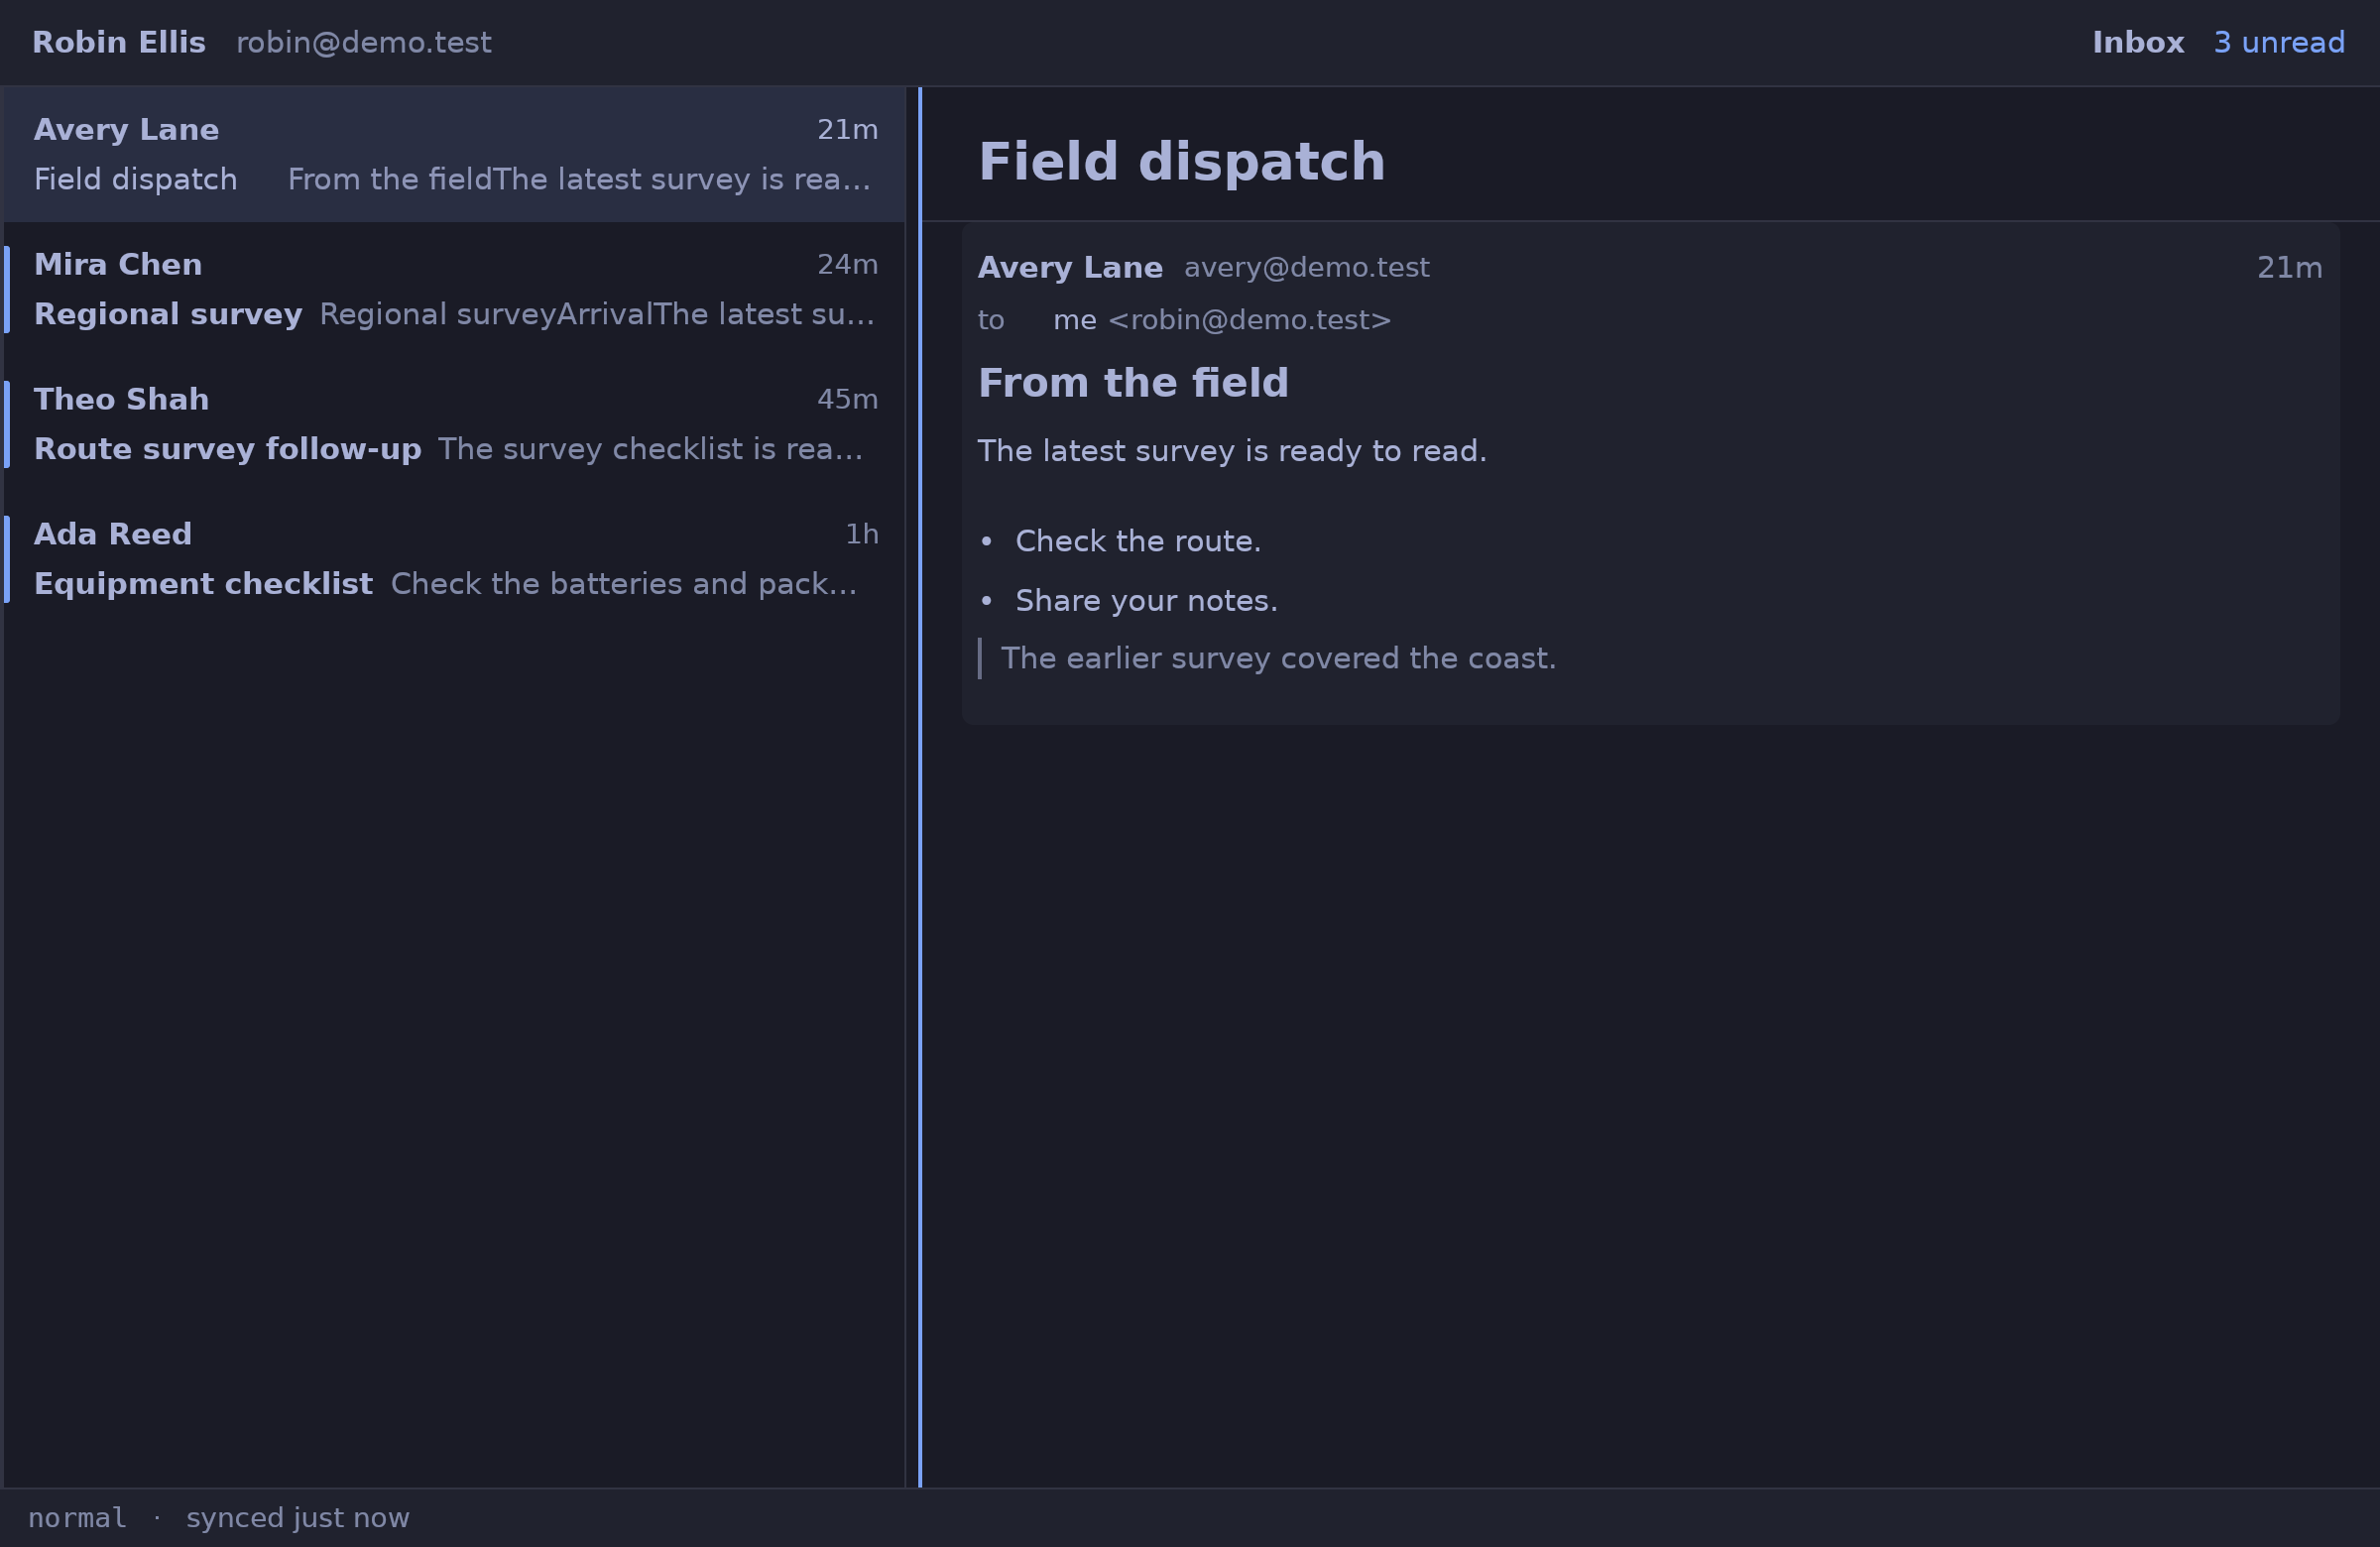 Robin Ellis robin@demo.test
Inbox 3 unread
Avery Lane 21m
Field dispatch From the fieldThe latest survey is rea…
Mira Chen 24m
Regional survey Regional surveyArrivalThe latest su…
Theo Shah 45m
Route survey follow-up The survey checklist is rea…
Ada Reed 1h
Equipment checklist Check the batteries and pack…
Field dispatch
Avery Lane avery@demo.test 21m
to me <robin@demo.test>
From the field
The latest survey is ready to read.
• Check the route.
• Share your notes.
The earlier survey covered the coast.
normal · synced just now